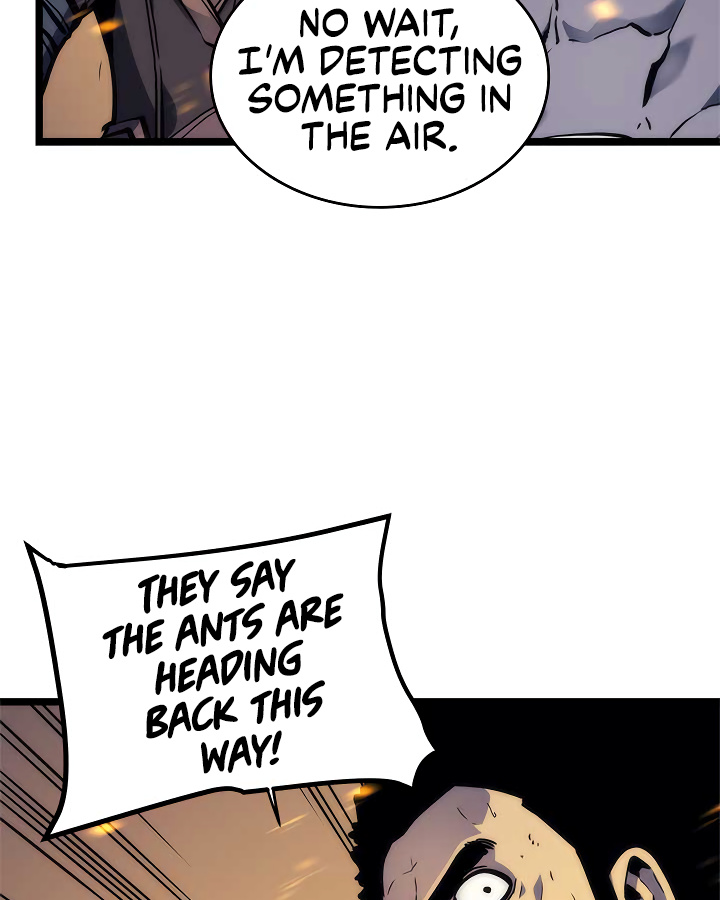 NO WAIT,
I'M DETECTING
SOMETHING IN
THE AIR.
THEY SAY
THE ANTS ARE
HEADING
BACK THIS
WAY!